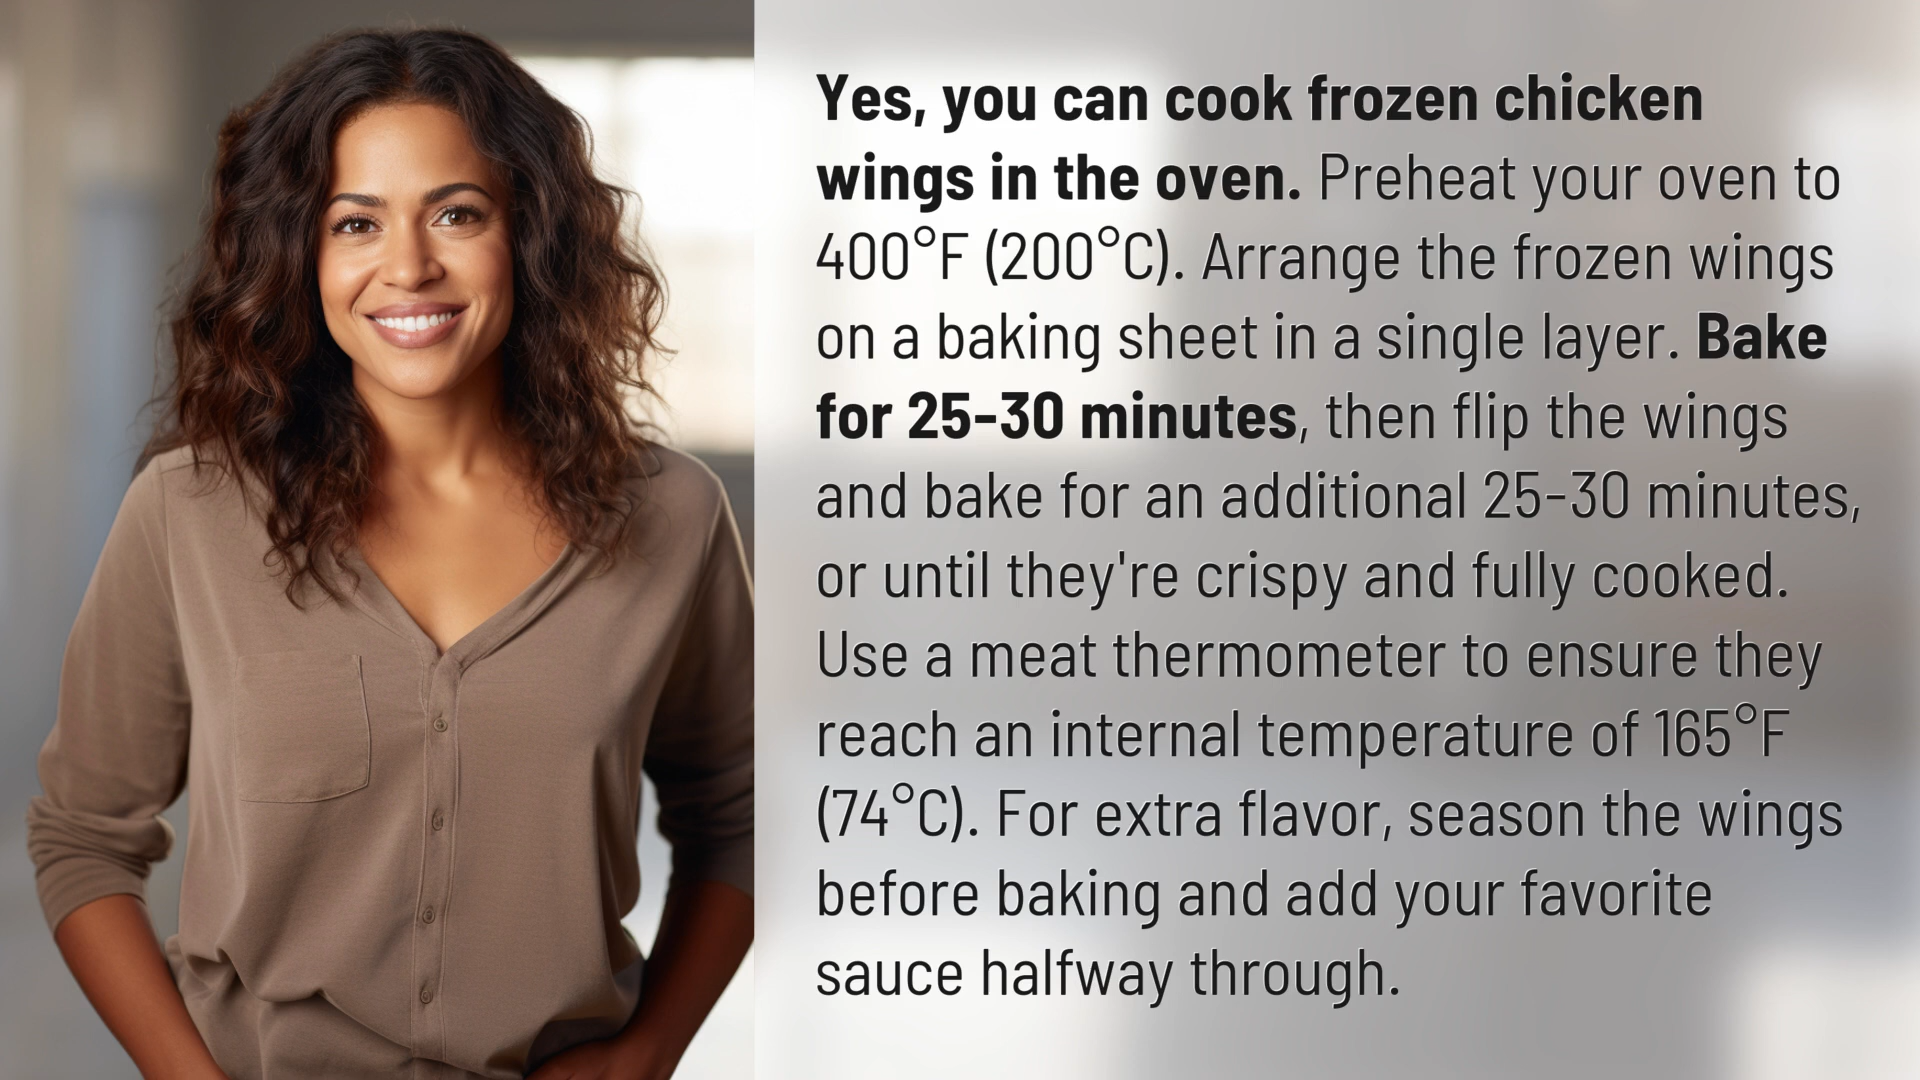 Yes, you can cook frozen chicken
wings in the oven. Preheat your oven to
400°F (200°C). Arrange the frozen wings
on a baking sheet in a single layer. Bake
for 25-30 minutes, then flip the wings
and bake for an additional 25-30 minutes,
or until they're crispy and fully cooked.
Use a meat thermometer to ensure they
reach an internal temperature of 165°F
(74°C). For extra flavor, season the wings
before baking and add your favorite
sauce halfway through.